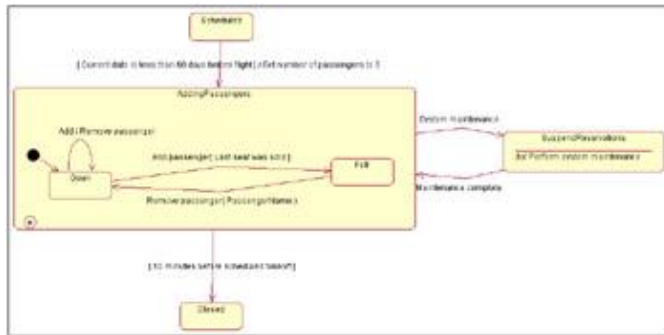 Scheduled
[ Current date is less than 60 days before flight ] / Set number of passengers to 0
AddingPassengers
System maintenance
Add / Remove passenger
SuspendReservations
Add passenger[ Last seat was sold ]
Full
do/ Perform system maintenance
Open
Maintenance complete
Remove passenger( PassengerName )
[ 10 minutes before scheduled takeoff ]
Closed